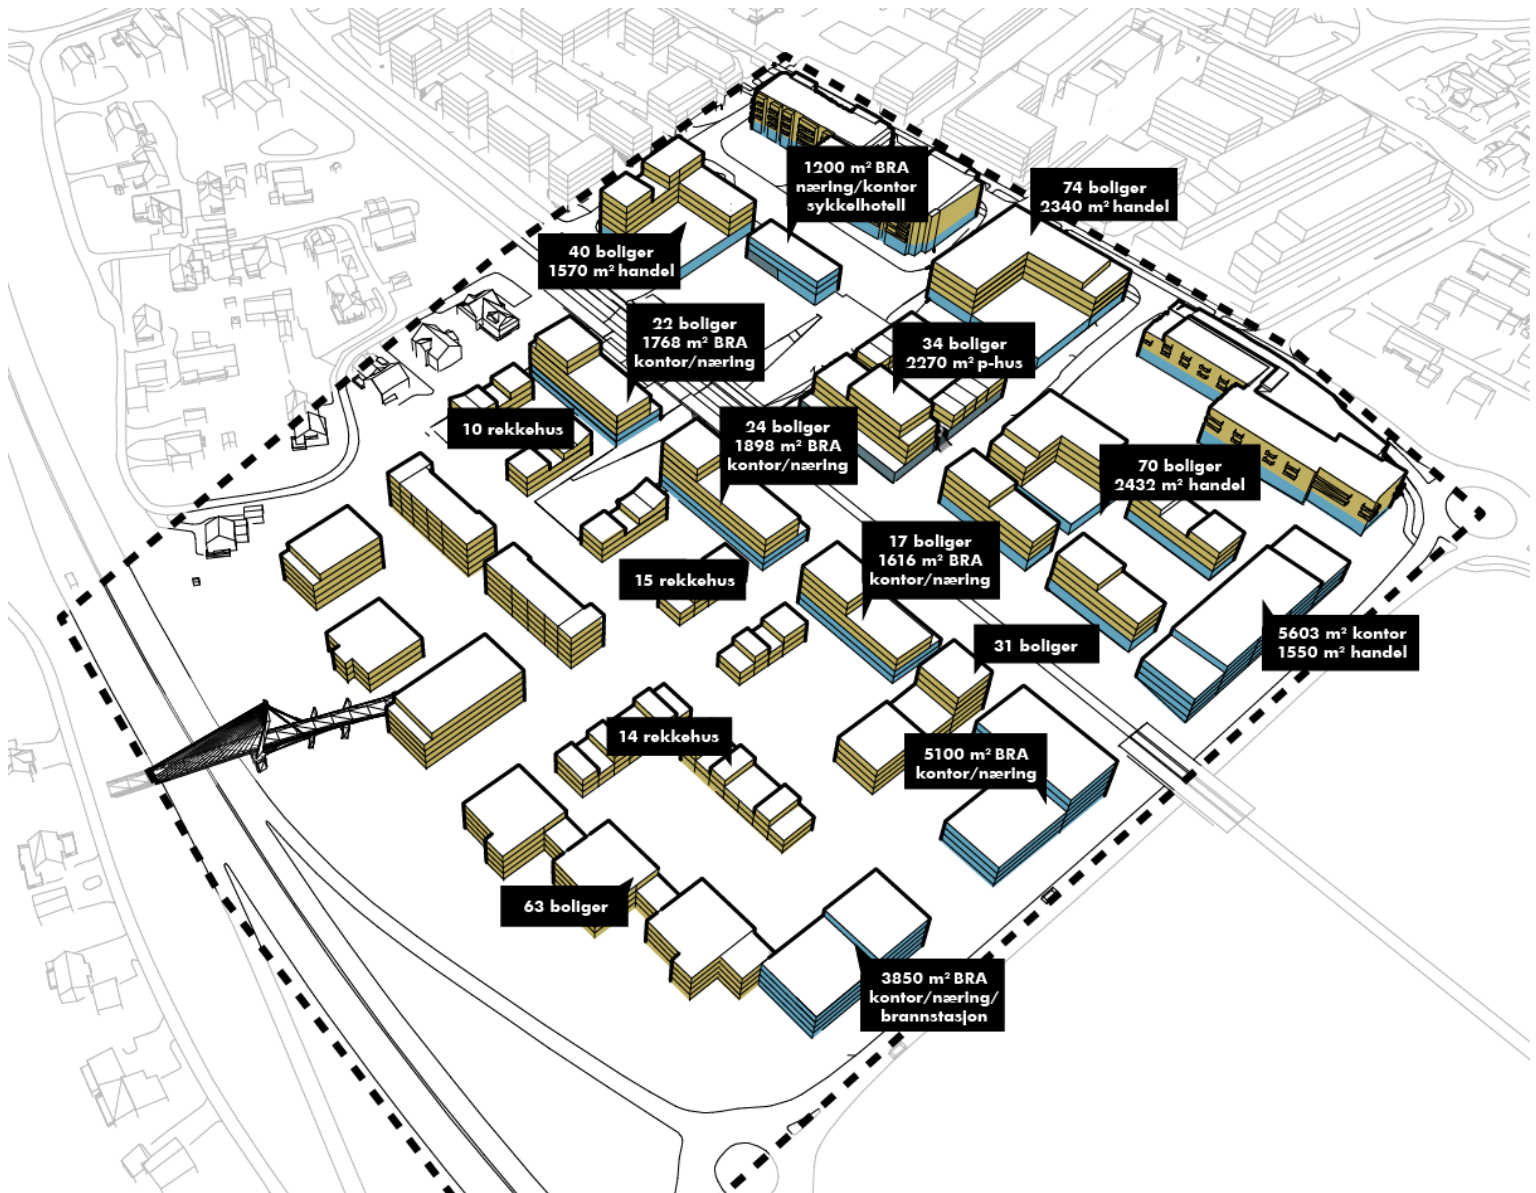 1200 m² BRA
næring/kontor
sykkelhotell
74 boliger
2340 m² handel
40 boliger
1570 m² handel
22 boliger
1768 m² BRA
kontor/næring
34 boliger
2270 m² p-hus
10 rekkehus
24 boliger
1898 m² BRA
kontor/næring
70 boliger
2432 m² handel
17 boliger
1616 m² BRA
kontor/næring
15 rekkehus
31 boliger
5603 m² kontor
1550 m² handel
14 rekkehus
5100 m² BRA
kontor/næring
63 boliger
3850 m² BRA
kontor/næring/
brannstasjon